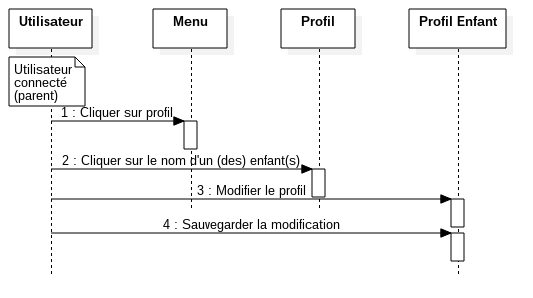 Utilisateur
Menu
Profil
Profil Enfant
Utilisateur
connecté
(parent)
1 : Cliquer sur profil
2 : Cliquer sur le nom d'un (des) enfant(s)
3 : Modifier le profil
4 : Sauvegarder la modification